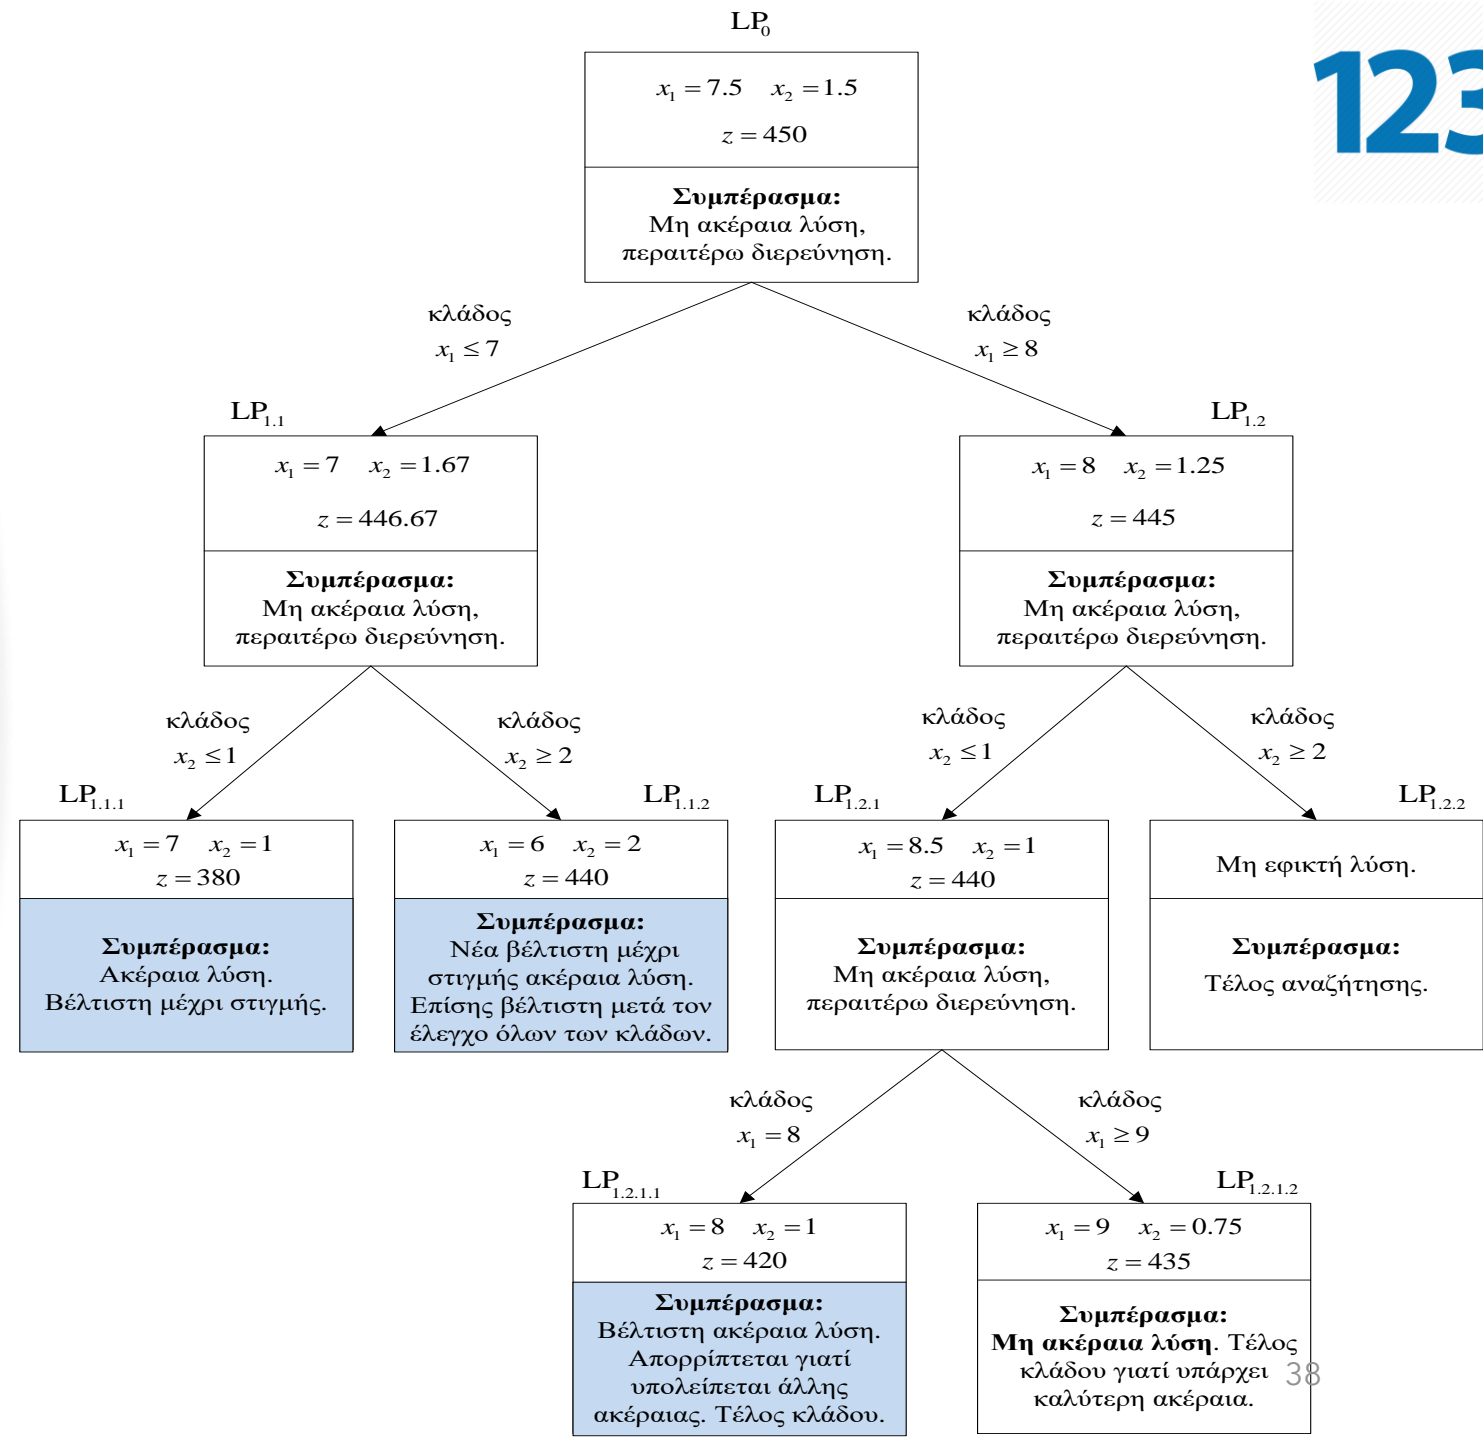 LP₀
x₁ = 7.5 x₂ = 1.5
z = 450
Συμπέρασμα:
Μη ακέραια λύση,
περαιτέρω διερεύνηση.
123
κλάδος
x₁ ≤ 7
κλάδος
x₁ ≥ 8
LP₁.₁
x₁ = 7 x₂ = 1.67
z = 446.67
Συμπέρασμα:
Μη ακέραια λύση,
περαιτέρω διερεύνηση.
LP₁.₂
x₁ = 8 x₂ = 1.25
z = 445
Συμπέρασμα:
Μη ακέραια λύση,
περαιτέρω διερεύνηση.
κλάδος
x₂ ≤ 1
κλάδος
x₂ ≥ 2
κλάδος
x₂ ≤ 1
κλάδος
x₂ ≥ 2
LP₁.₁.₁
x₁ = 7 x₂ = 1
z = 380
Συμπέρασμα:
Ακέραια λύση.
Βέλτιστη μέχρι στιγμής.
LP₁.₁.₂
x₁ = 6 x₂ = 2
z = 440
Συμπέρασμα:
Νέα βέλτιστη μέχρι
στιγμής ακέραια λύση.
Επίσης βέλτιστη μετά τον
έλεγχο όλων των κλάδων.
LP₁.₂.₁
x₁ = 8.5 x₂ = 1
z = 440
Συμπέρασμα:
Μη ακέραια λύση,
περαιτέρω διερεύνηση.
LP₁.₂.₂
Μη εφικτή λύση.
Συμπέρασμα:
Τέλος αναζήτησης.
κλάδος
x₁ = 8
κλάδος
x₁ ≥ 9
LP₁.₂.₁.₁
x₁ = 8 x₂ = 1
z = 420
Συμπέρασμα:
Βέλτιστη ακέραια λύση.
Απορρίπτεται γιατί
υπολείπεται άλλης
ακέραιας. Τέλος κλάδου.
LP₁.₂.₁.₂
x₁ = 9 x₂ = 0.75
z = 435
Συμπέρασμα:
Μη ακέραια λύση. Τέλος
κλάδου γιατί υπάρχει
καλύτερη ακέραια.
38